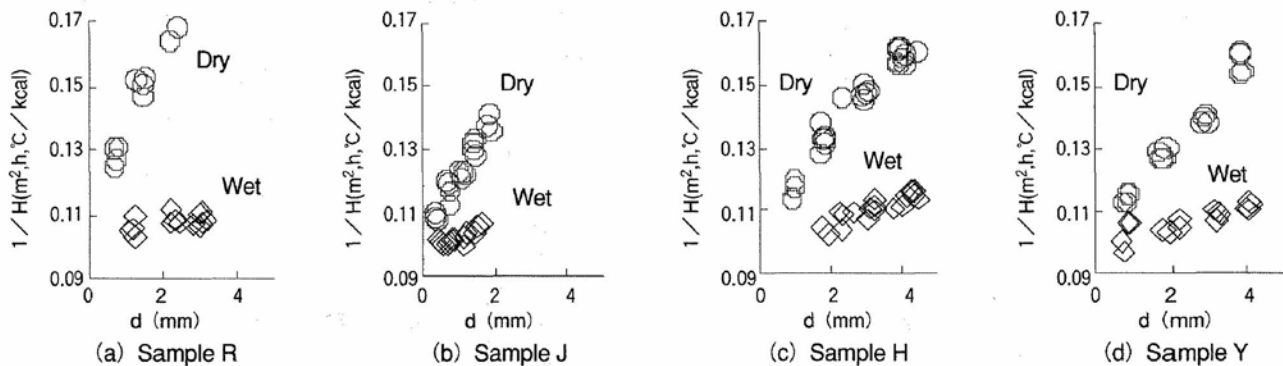 1/H(m²,h,℃/kcal)
0.17
0.15
0.13
0.11
0.09
Dry
Wet
0 2 4
d (mm)
(a) Sample R
1/H(m²,h,℃/kcal)
0.17
0.15
0.13
0.11
0.09
Dry
Wet
0 2 4
d (mm)
(b) Sample J
1/H(m²,h,℃/kcal)
0.17
0.15
0.13
0.11
0.09
Dry
Wet
0 2 4
d (mm)
(c) Sample H
1/H(m²,h,℃/kcal)
0.17
0.15
0.13
0.11
0.09
Dry
Wet
0 2 4
d (mm)
(d) Sample Y